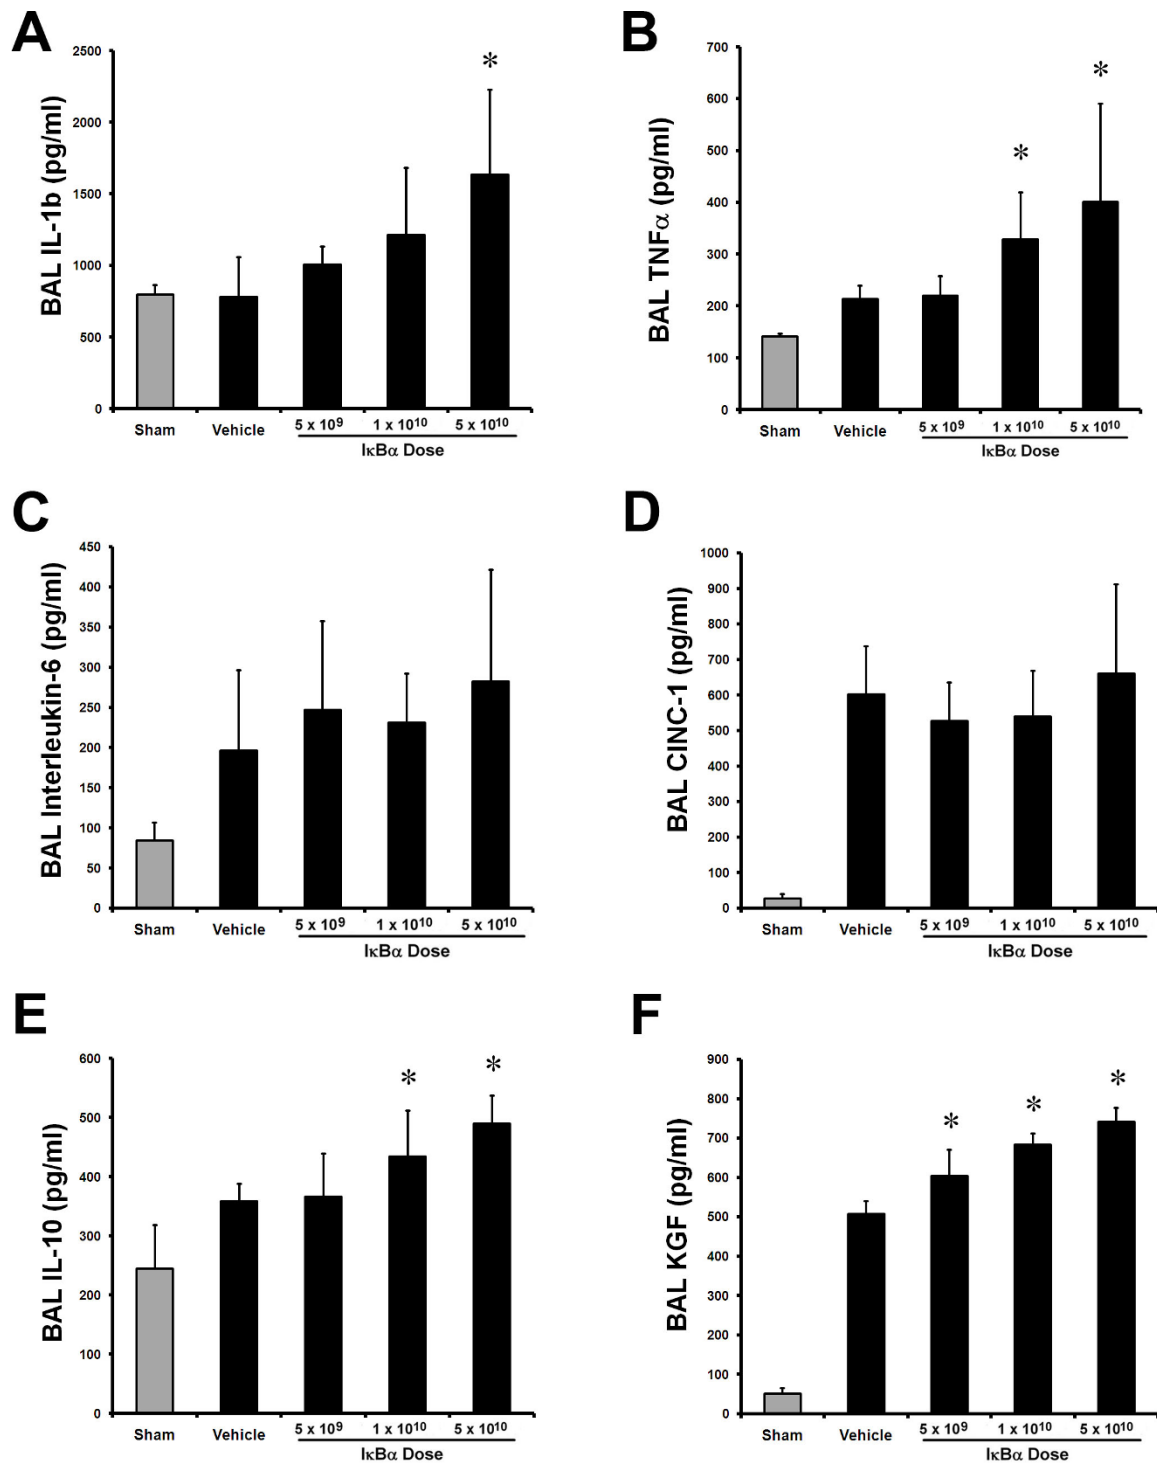 A
BAL IL-1b (pg/ml)
2500
2000
1500
1000
500
0
*
Sham Vehicle 5 x 10⁹ 1 x 10¹⁰ 5 x 10¹⁰
IκBα Dose
B
BAL TNFα (pg/ml)
700
600
500
400
300
200
100
0
* *
Sham Vehicle 5 x 10⁹ 1 x 10¹⁰ 5 x 10¹⁰
IκBα Dose
C
BAL Interleukin-6 (pg/ml)
450
400
350
300
250
200
150
100
50
0
Sham Vehicle 5 x 10⁹ 1 x 10¹⁰ 5 x 10¹⁰
IκBα Dose
D
BAL CINC-1 (pg/ml)
1000
900
800
700
600
500
400
300
200
100
0
Sham Vehicle 5 x 10⁹ 1 x 10¹⁰ 5 x 10¹⁰
IκBα Dose
E
BAL IL-10 (pg/ml)
600
500
400
300
200
100
0
* *
Sham Vehicle 5 x 10⁹ 1 x 10¹⁰ 5 x 10¹⁰
IκBα Dose
F
BAL KGF (pg/ml)
900
800
700
600
500
400
300
200
100
0
* * *
Sham Vehicle 5 x 10⁹ 1 x 10¹⁰ 5 x 10¹⁰
IκBα Dose